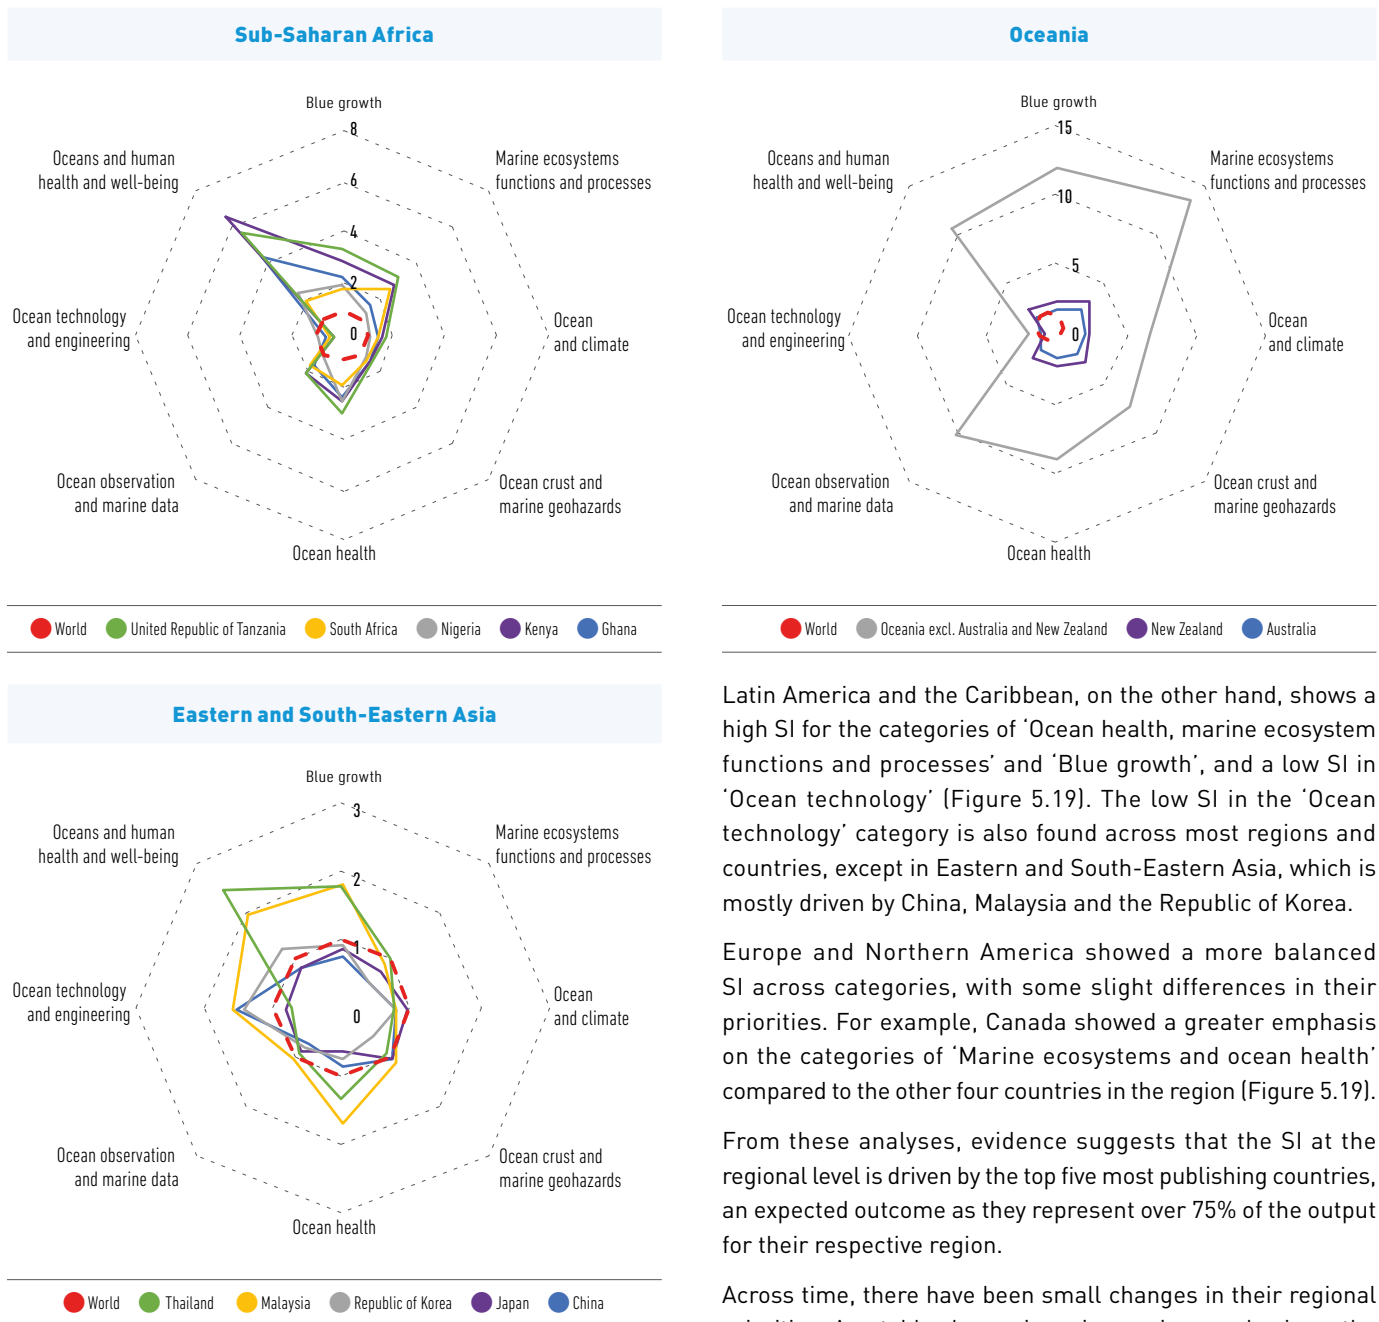 Sub-Saharan Africa
Blue growth
8
6
4
2
0
Marine ecosystems
functions and processes
Ocean
and climate
Ocean crust and
marine geohazards
Ocean health
Ocean observation
and marine data
Ocean technology
and engineering
Oceans and human
health and well-being
World
United Republic of Tanzania
South Africa
Nigeria
Kenya
Ghana
Eastern and South-Eastern Asia
Blue growth
3
2
1
0
Marine ecosystems
functions and processes
Ocean
and climate
Ocean crust and
marine geohazards
Ocean health
Ocean observation
and marine data
Ocean technology
and engineering
Oceans and human
health and well-being
World
Thailand
Malaysia
Republic of Korea
Japan
China
Oceania
Blue growth
15
10
5
0
Marine ecosystems
functions and processes
Ocean
and climate
Ocean crust and
marine geohazards
Ocean health
Ocean observation
and marine data
Ocean technology
and engineering
Oceans and human
health and well-being
World
Oceania excl. Australia and New Zealand
New Zealand
Australia
Latin America and the Caribbean, on the other hand, shows a
high SI for the categories of ‘Ocean health, marine ecosystem
functions and processes’ and ‘Blue growth’, and a low SI in
‘Ocean technology’ (Figure 5.19). The low SI in the ‘Ocean
technology’ category is also found across most regions and
countries, except in Eastern and South-Eastern Asia, which is
mostly driven by China, Malaysia and the Republic of Korea.
Europe and Northern America showed a more balanced
SI across categories, with some slight differences in their
priorities. For example, Canada showed a greater emphasis
on the categories of ‘Marine ecosystems and ocean health’
compared to the other four countries in the region (Figure 5.19).
From these analyses, evidence suggests that the SI at the
regional level is driven by the top five most publishing countries,
an expected outcome as they represent over 75% of the output
for their respective region.
Across time, there have been small changes in their regional